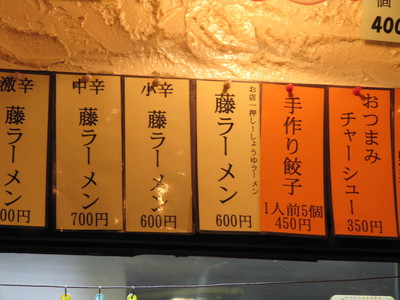 個
400
激辛
藤ラーメン
00円
中辛
藤ラーメン
700円
小辛
藤ラーメン
600円
お店一押しーしょうゆラーメン
藤ラーメン
600円
手作り餃子
1人前5個
450円
おつまみ
チャーシュー
350円